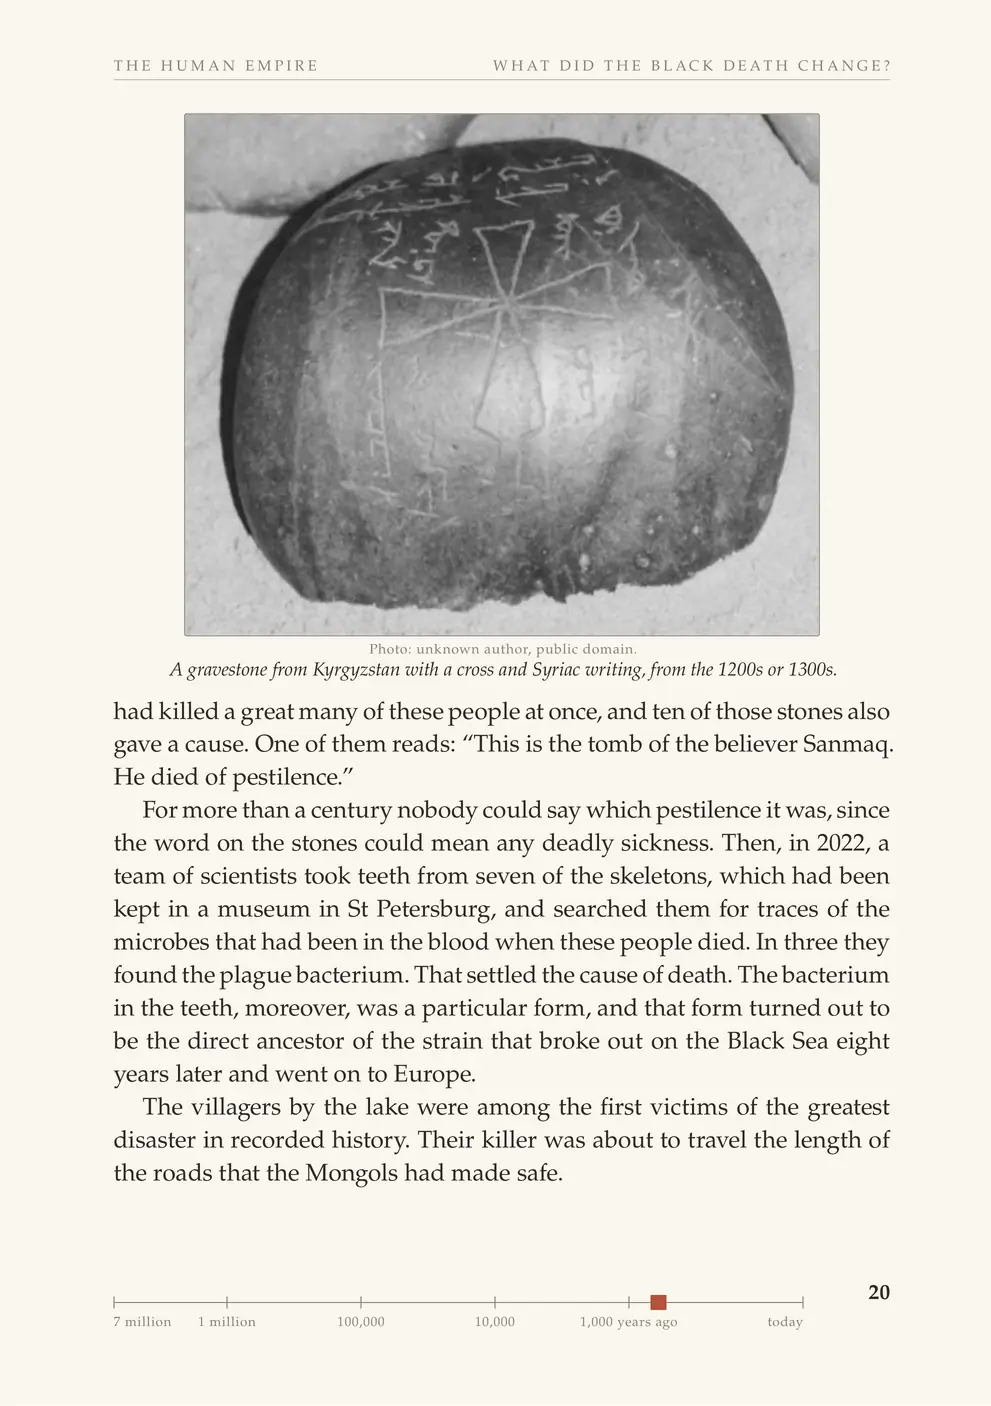 THE HUMAN EMPIRE
WHAT DID THE BLACK DEATH CHANGE?
Photo: unknown author, public domain.
A gravestone from Kyrgyzstan with a cross and Syriac writing, from the 1200s or 1300s.
had killed a great many of these people at once, and ten of those stones also
gave a cause. One of them reads: “This is the tomb of the believer Sanmaq.
He died of pestilence.”
For more than a century nobody could say which pestilence it was, since
the word on the stones could mean any deadly sickness. Then, in 2022, a
team of scientists took teeth from seven of the skeletons, which had been
kept in a museum in St Petersburg, and searched them for traces of the
microbes that had been in the blood when these people died. In three they
found the plague bacterium. That settled the cause of death. The bacterium
in the teeth, moreover, was a particular form, and that form turned out to
be the direct ancestor of the strain that broke out on the Black Sea eight
years later and went on to Europe.
The villagers by the lake were among the first victims of the greatest
disaster in recorded history. Their killer was about to travel the length of
the roads that the Mongols had made safe.
20
7 million
1 million
100,000
10,000
1,000 years ago
today